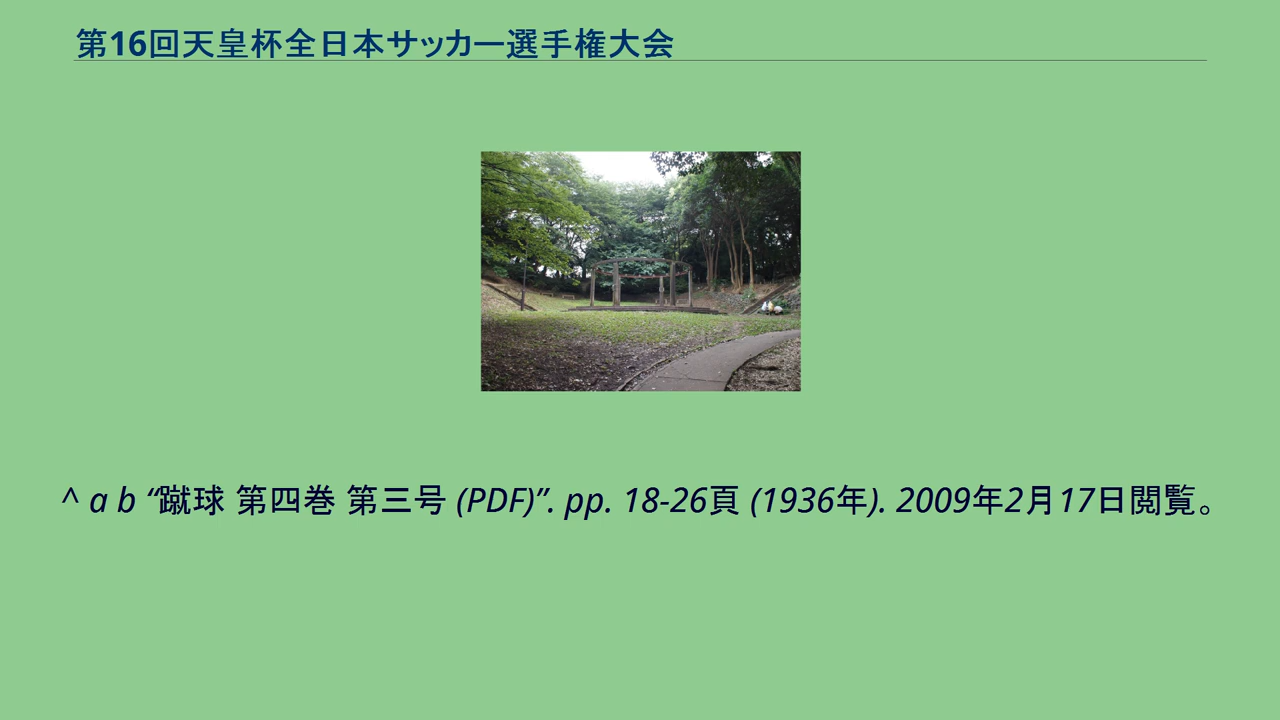 第16回天皇杯全日本サッカー選手権大会
^ a b “蹴球 第四巻 第三号 (PDF)”. pp. 18-26頁 (1936年). 2009年2月17日閲覧。